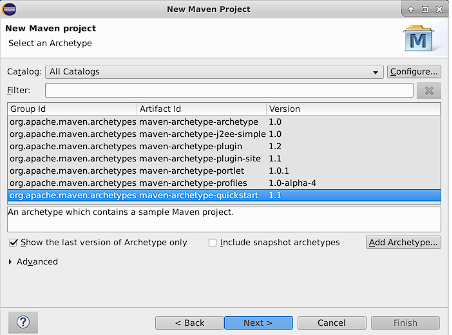 New Maven Project
New Maven project
Select an Archetype
M
Catalog: All Catalogs Configure...
Filter:
Group Id Artifact Id Version
org.apache.maven.archetypes maven-archetype-archetype 1.0
org.apache.maven.archetypes maven-archetype-j2ee-simple 1.0
org.apache.maven.archetypes maven-archetype-plugin 1.2
org.apache.maven.archetypes maven-archetype-plugin-site 1.1
org.apache.maven.archetypes maven-archetype-portlet 1.0.1
org.apache.maven.archetypes maven-archetype-profiles 1.0-alpha-4
org.apache.maven.archetypes maven-archetype-quickstart 1.1
An archetype which contains a sample Maven project.
Show the last version of Archetype only Include snapshot archetypes Add Archetype...
Advanced
? < Back Next > Cancel Finish